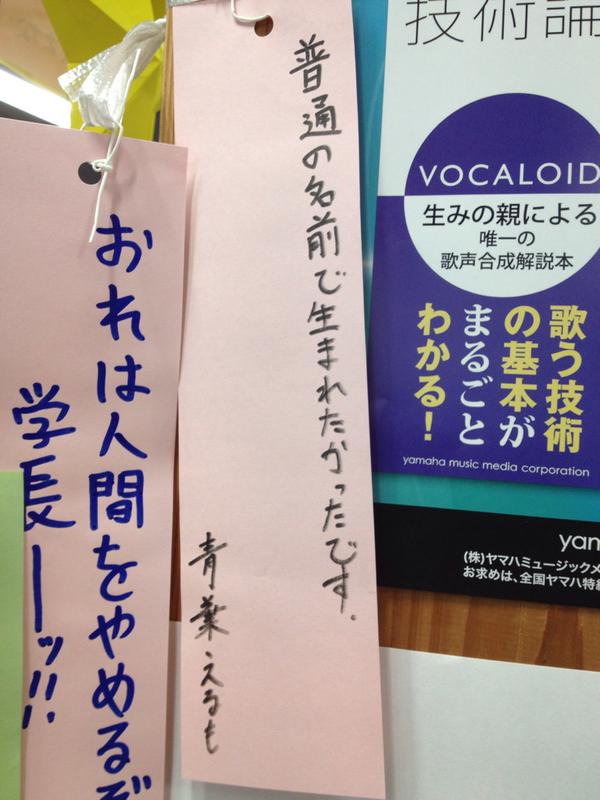 おれは人間をやめるぞ
学長ーッ!!
普通の名前で生まれたかったです.
青葉えるも
技術論
VOCALOID
生みの親による
唯一の
歌声合成解説本
歌う技術
の基本が
まるごと
わかる!
yamaha music media corporation
yam
(株)ヤマハミュージックメ
お求めは、全国ヤマハ特約